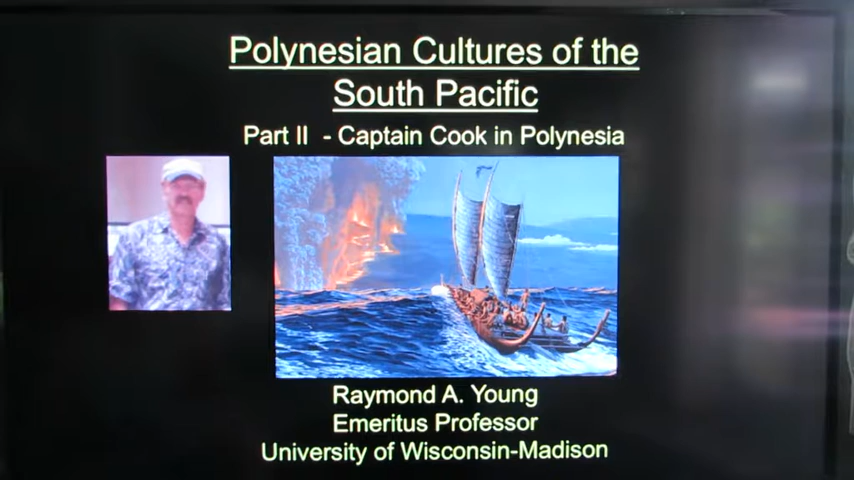 Polynesian Cultures of the
South Pacific
Part II - Captain Cook in Polynesia
Raymond A. Young
Emeritus Professor
University of Wisconsin-Madison